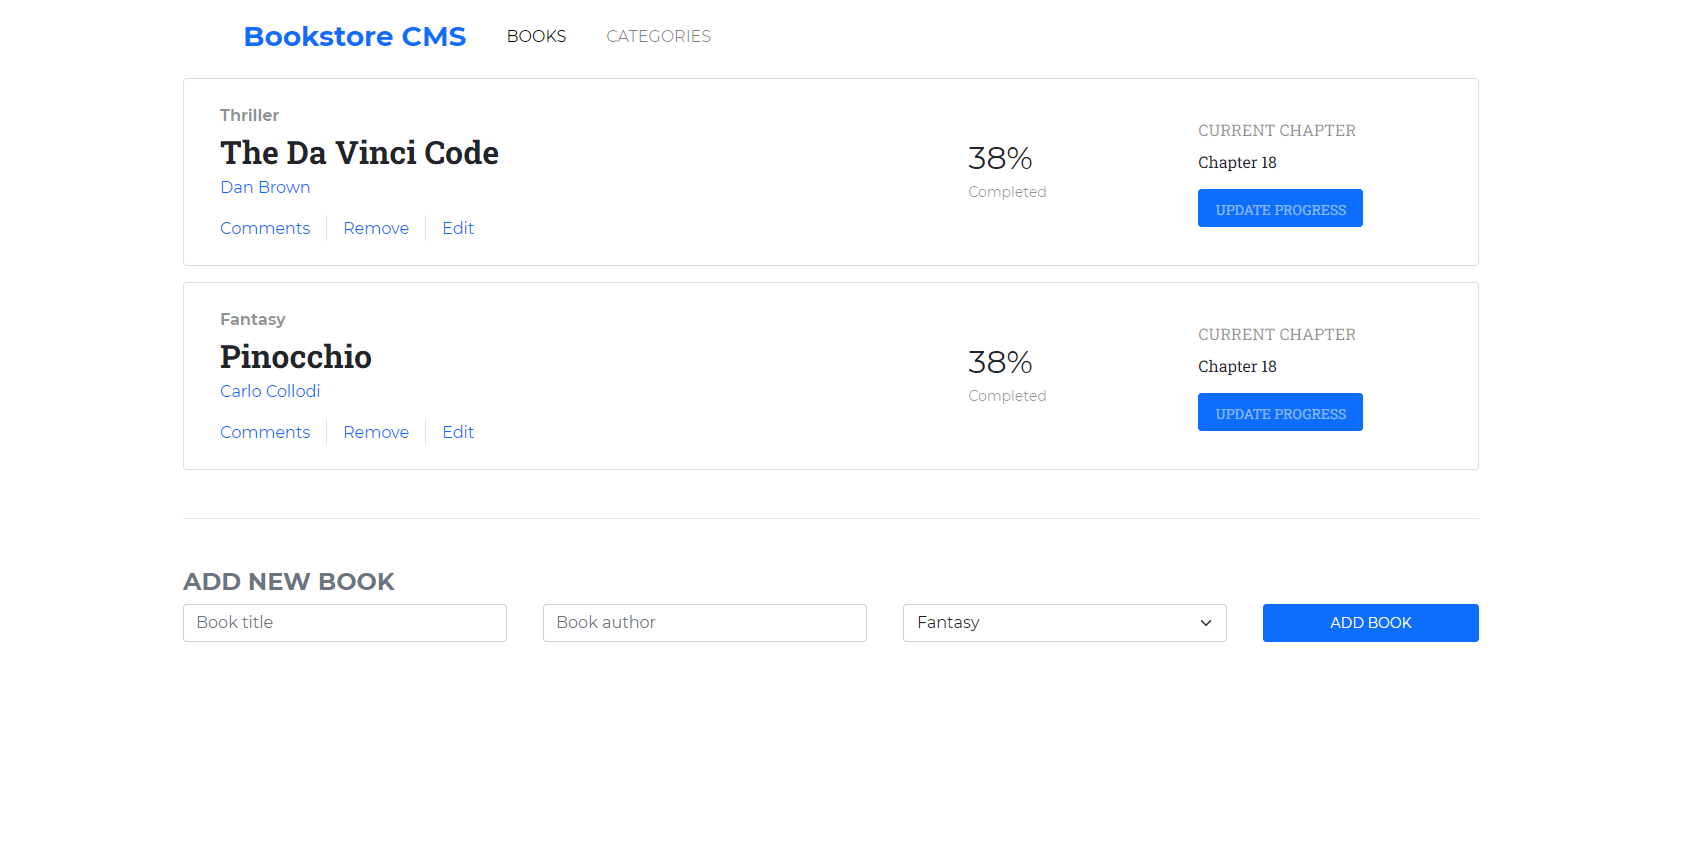 Bookstore CMS BOOKS CATEGORIES
Thriller
The Da Vinci Code
Dan Brown
Comments Remove Edit
38%
Completed
CURRENT CHAPTER
Chapter 18
UPDATE PROGRESS
Fantasy
Pinocchio
Carlo Collodi
Comments Remove Edit
38%
Completed
CURRENT CHAPTER
Chapter 18
UPDATE PROGRESS
ADD NEW BOOK
Book title Book author Fantasy ADD BOOK